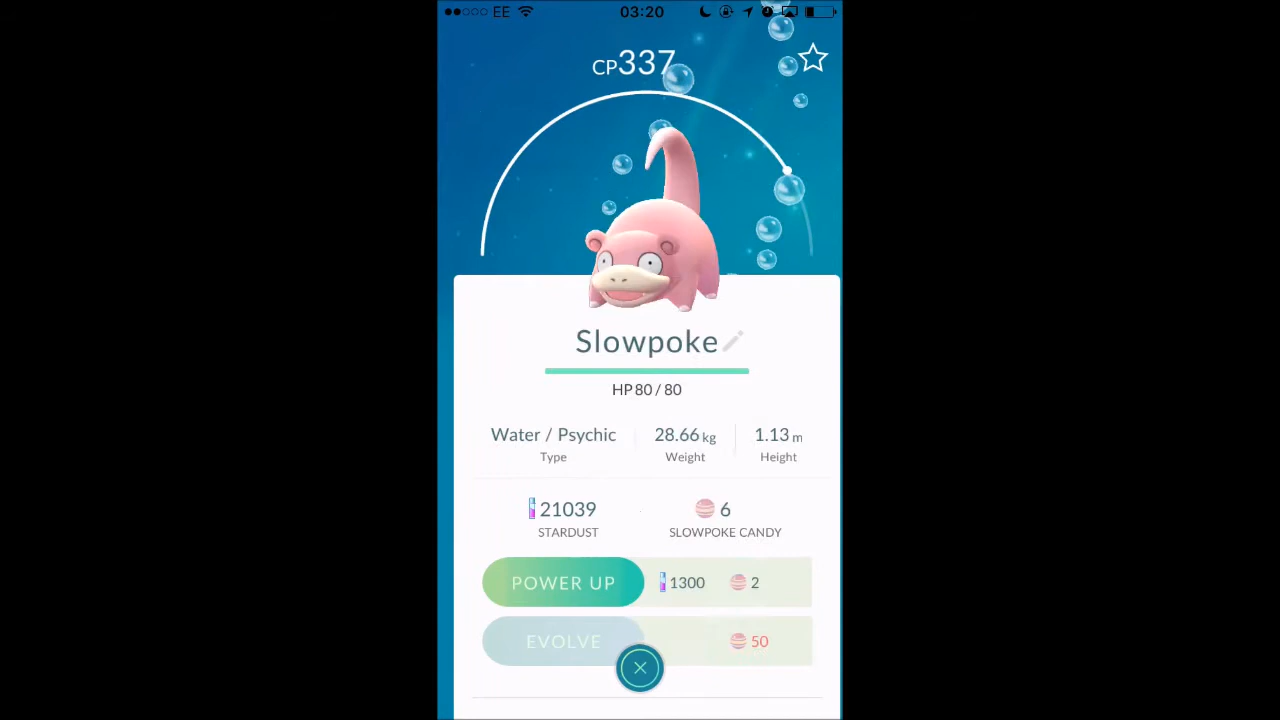 EE 03:20
CP337
Slowpoke
HP 80 / 80
Water / Psychic 28.66 kg 1.13 m
Type Weight Height
21039 6
STARDUST SLOWPOKE CANDY
POWER UP 1300 2
EVOLVE 50